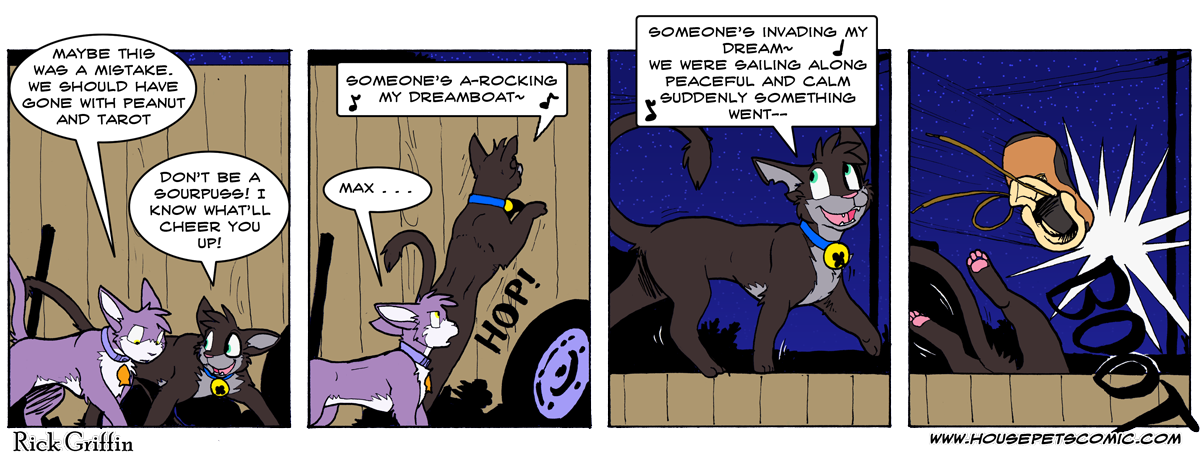 MAYBE THIS
WAS A MISTAKE.
WE SHOULD HAVE
GONE WITH PEANUT
AND TAROT
DON'T BE A
SOURPUSS! I
KNOW WHAT'LL
CHEER YOU
UP!
SOMEONE'S A-ROCKING
MY DREAMBOAT~
MAX . . .
HOP!
SOMEONE'S INVADING MY
DREAM~
WE WERE SAILING ALONG
PEACEFUL AND CALM
SUDDENLY SOMETHING
WENT--
BOOT
Rick Griffin
WWW.HOUSEPETSCOMIC.COM